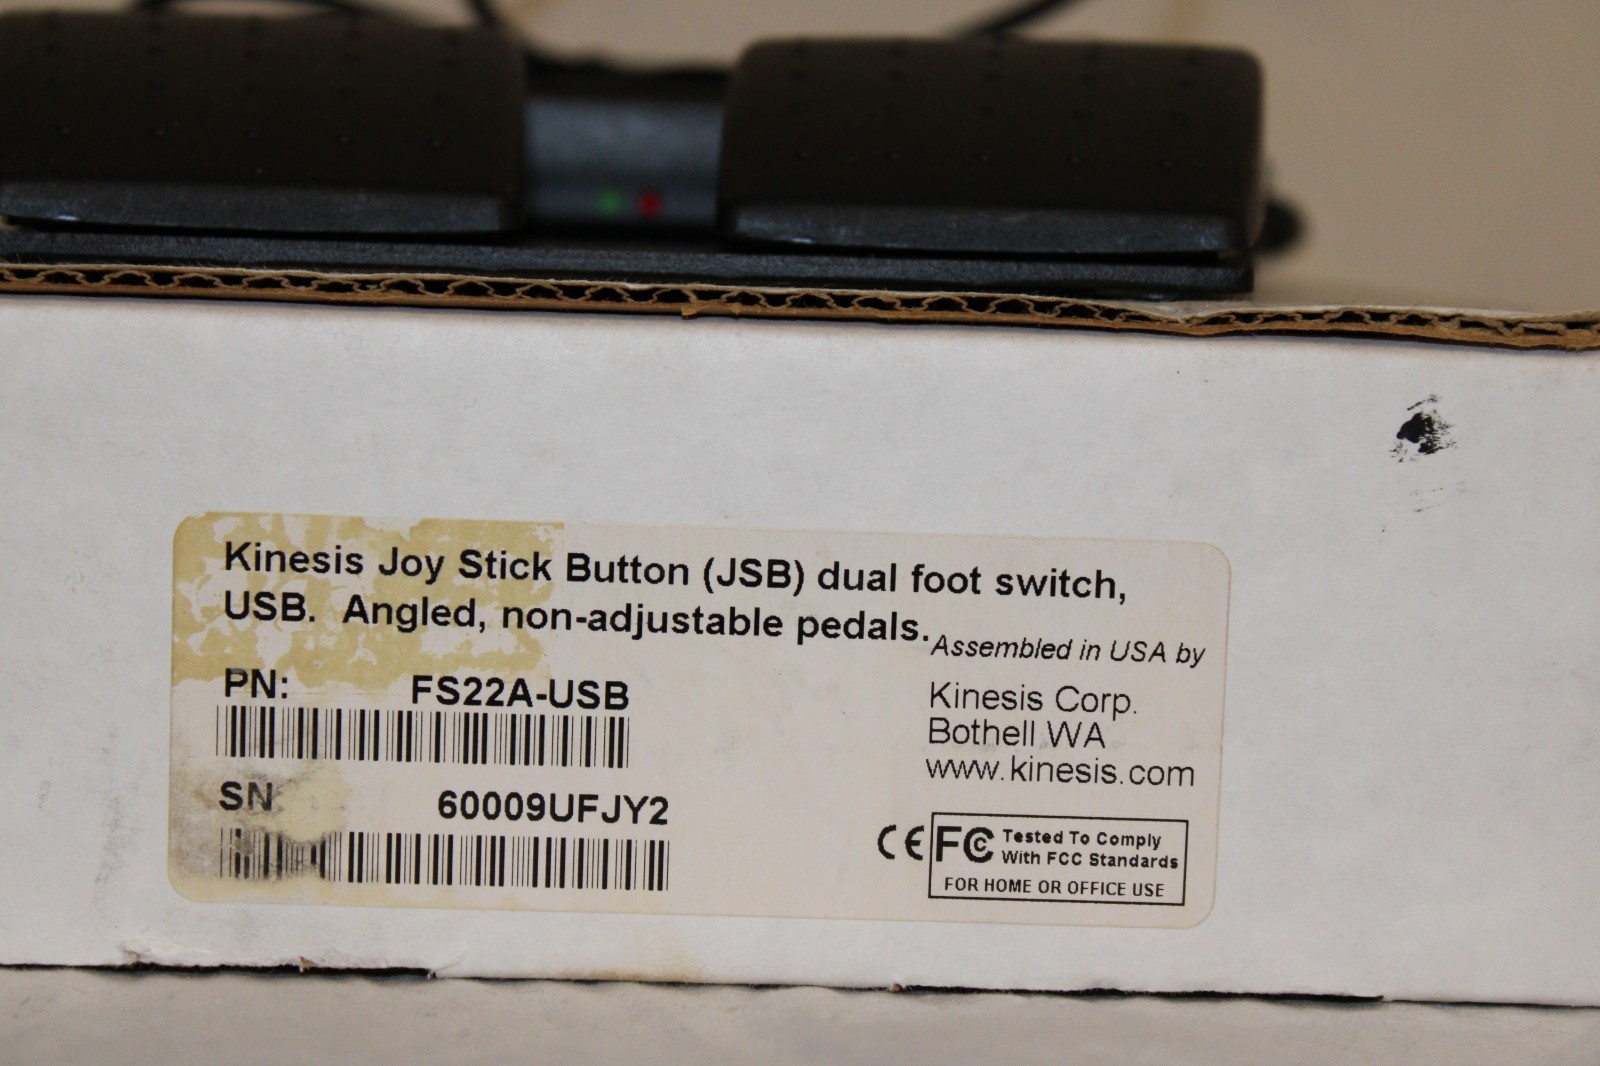 Kinesis Joy Stick Button (JSB) dual foot switch,
USB. Angled, non-adjustable pedals.
Assembled in USA by
PN: FS22A-USB
Kinesis Corp.
Bothell WA
www.kinesis.com
SN: 60009UFJY2
CE FC Tested To Comply
With FCC Standards
FOR HOME OR OFFICE USE